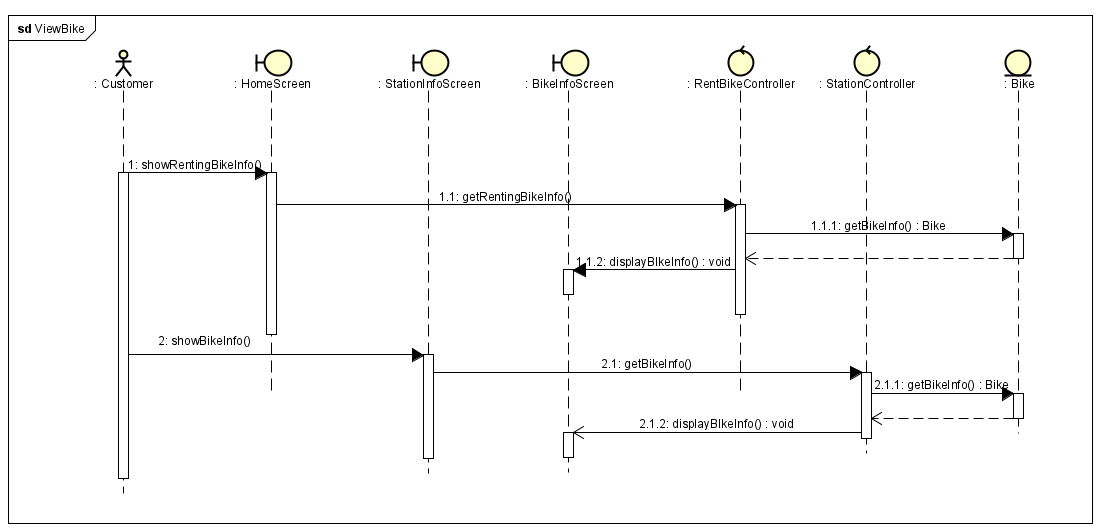 sd ViewBike
: Customer
: HomeScreen
: StationInfoScreen
: BikeInfoScreen
: RentBikeController
: StationController
: Bike
1: showRentingBikeInfo()
1.1: getRentingBikeInfo()
1.1.1: getBikeInfo() : Bike
1.1.2: displayBIkeInfo() : void
2: showBikeInfo()
2.1: getBikeInfo()
2.1.1: getBikeInfo() : Bike
2.1.2: displayBIkeInfo() : void